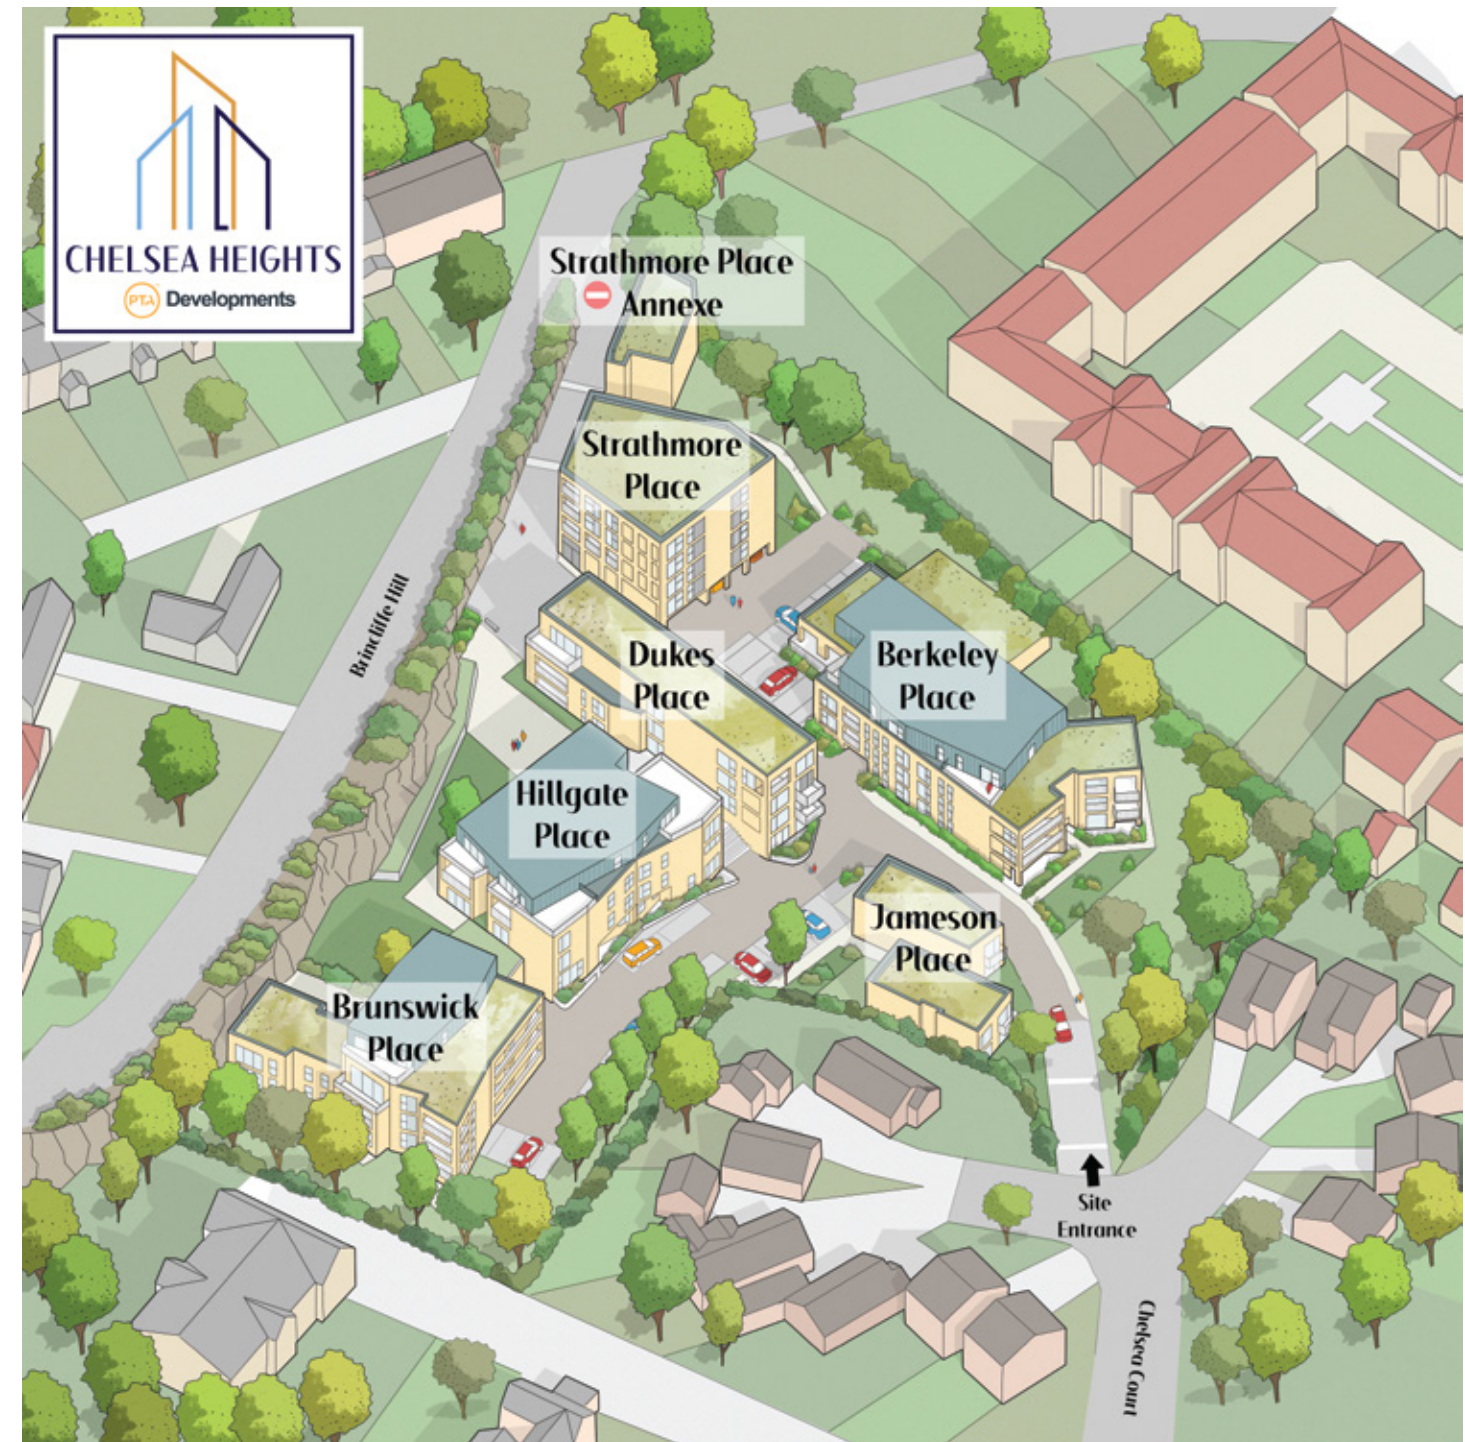 CHELSEA HEIGHTS
PTA Developments
Strathmore Place
Annexe
Strathmore
Place
Dukes
Place
Berkeley
Place
Brincliffe Hill
Hillgate
Place
Jameson
Place
Brunswick
Place
Site
Entrance
Chelsea Court